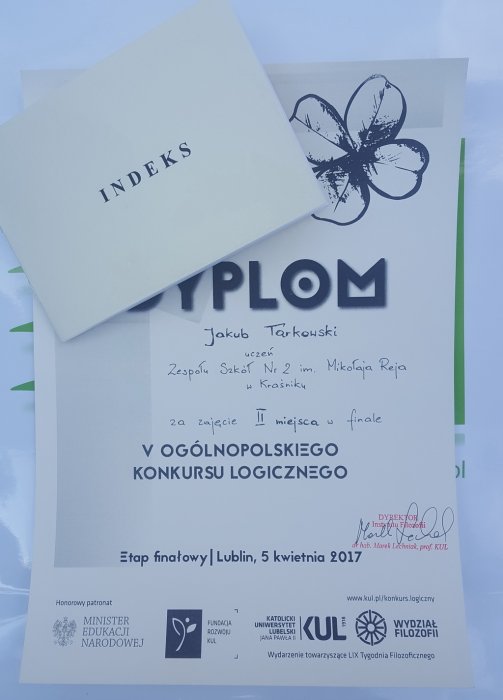 INDEKS
DYPLOM
Jakub Tarkowski
uczeń
Zespołu Szkół Nr 2 im. Mikołaja Reja
w Kraśniku
za zajęcie II miejsca w finale
V OGÓLNOPOLSKIEGO
KONKURSU LOGICZNEGO
DYREKTOR
Instytutu Filozofii
dr hab. Marek Lechniak, prof. KUL
Etap finałowy | Lublin, 5 kwietnia 2017
Honorowy patronat
www.kul.pl/konkurs.logiczny
MINISTER
EDUKACJI
NARODOWEJ
FUNDACJA
ROZWOJU
KUL
KATOLICKI
UNIWERSYTET
LUBELSKI
JANA PAWŁA II
KUL
1918
WYDZIAŁ
FILOZOFII
Wydarzenie towarzyszące LIX Tygodnia Filozoficznego
pl